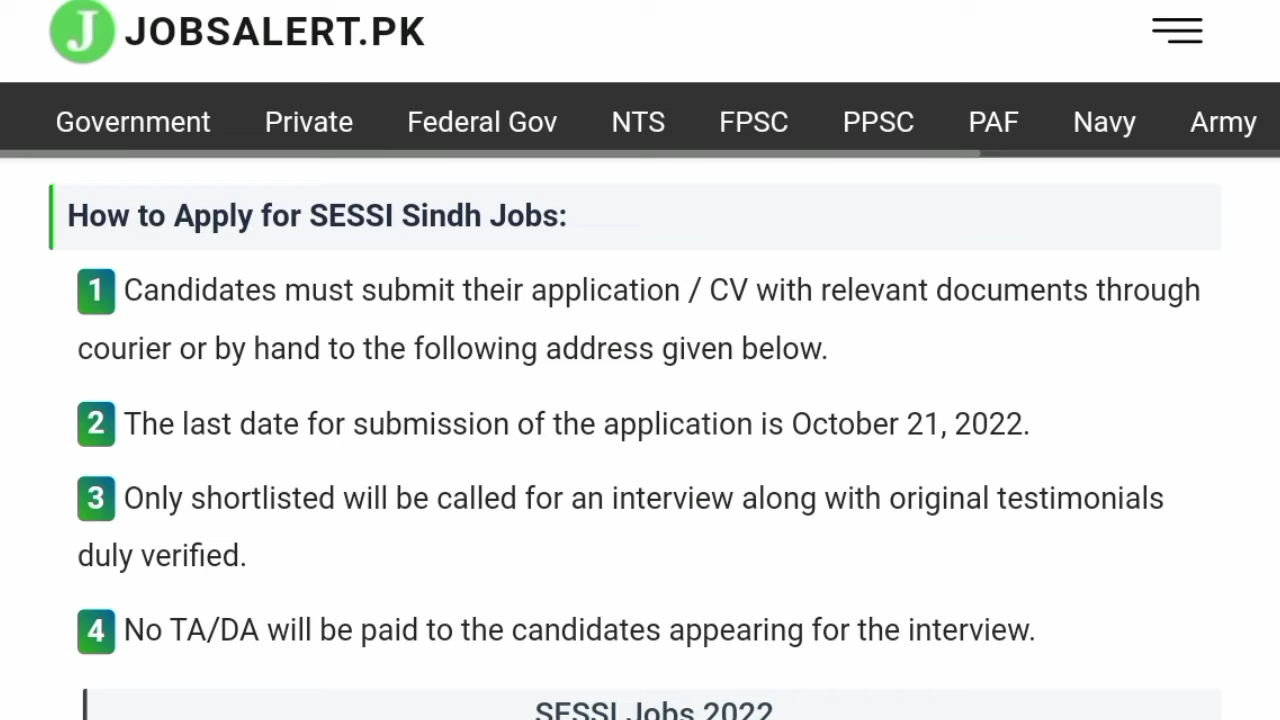 J JOBSALERT.PK
Government Private Federal Gov NTS FPSC PPSC PAF Navy Army
How to Apply for SESSI Sindh Jobs:
1 Candidates must submit their application / CV with relevant documents through
courier or by hand to the following address given below.
2 The last date for submission of the application is October 21, 2022.
3 Only shortlisted will be called for an interview along with original testimonials
duly verified.
4 No TA/DA will be paid to the candidates appearing for the interview.
SESSI Jobs 2022